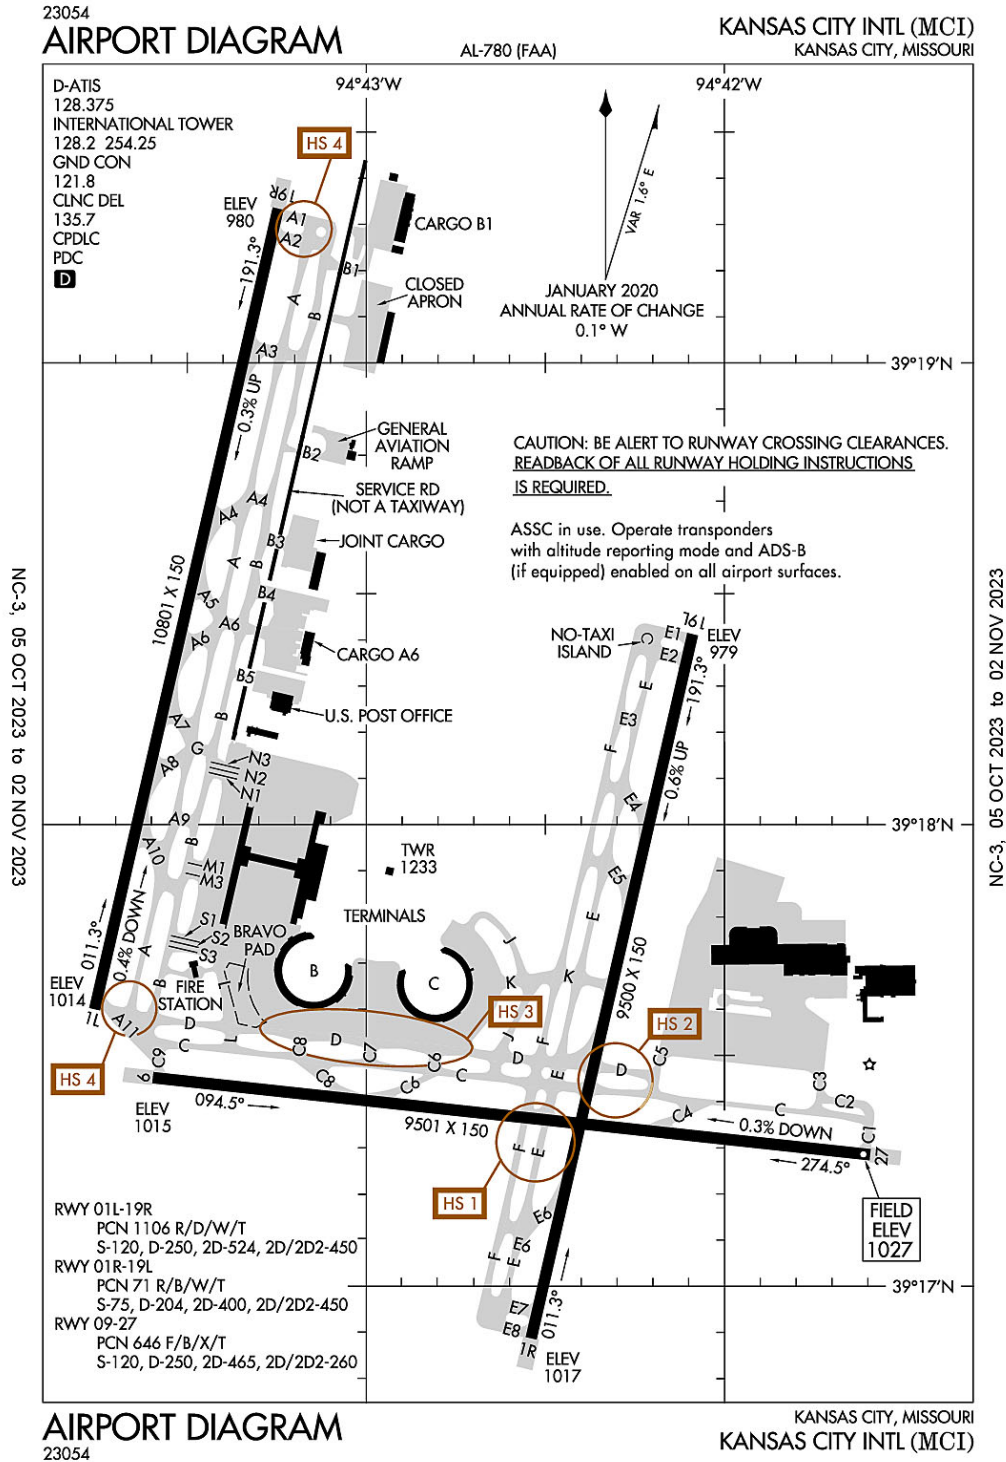 23054
AIRPORT DIAGRAM
AL-780 (FAA)
KANSAS CITY INTL (MCI)
KANSAS CITY, MISSOURI
94°43'W
94°42'W
D-ATIS
128.375
INTERNATIONAL TOWER
128.2 254.25
GND CON
121.8
CLNC DEL
135.7
CPDLC
PDC
D
HS 4
19R
ELEV
980
A1
A2
CARGO B1
191.3°
VAR 1.6° E
B1
CLOSED
APRON
A
B
JANUARY 2020
ANNUAL RATE OF CHANGE
0.1° W
A3
39°19'N
0.3% UP
GENERAL
AVIATION
RAMP
B2
CAUTION: BE ALERT TO RUNWAY CROSSING CLEARANCES.
READBACK OF ALL RUNWAY HOLDING INSTRUCTIONS
IS REQUIRED.
SERVICE RD
(NOT A TAXIWAY)
A4
A4
ASSC in use. Operate transponders
with altitude reporting mode and ADS-B
(if equipped) enabled on all airport surfaces.
B3
JOINT CARGO
10801 X 150
A
B
B4
A5
A6
A6
CARGO A6
B5
U.S. POST OFFICE
B
A7
G
A8
N3
N2
N1
19L
NO-TAXI
ISLAND
C
E1
E2
ELEV
979
191.3°
E
E3
F
0.6% UP
E4
39°18'N
A9
A10
B
M1
M3
TWR
1233
E5
E
S1
S2
S3
BRAVO
PAD
TERMINALS
B
C
J
K
K
9500 X 150
011.3°
0.4% DOWN
A
B
FIRE
STATION
ELEV
1014
1L
A11
D
C
L
C8
D
C7
C6
HS 3
J
D
F
E
HS 2
D
C5
HS 4
C9
C8
C6
C
9
094.5°
ELEV
1015
9501 X 150
C3
C2
C
C4
C1
0.3% DOWN
274.5°
27
F
E
HS 1
FIELD
ELEV
1027
E6
E6
F
E
39°17'N
011.3°
E7
E8
1R
ELEV
1017
RWY 01L-19R
PCN 1106 R/D/W/T
S-120, D-250, 2D-524, 2D/2D2-450
RWY 01R-19L
PCN 71 R/B/W/T
S-75, D-204, 2D-400, 2D/2D2-450
RWY 09-27
PCN 646 F/B/X/T
S-120, D-250, 2D-465, 2D/2D2-260
NC-3, 05 OCT 2023 to 02 NOV 2023
NC-3, 05 OCT 2023 to 02 NOV 2023
AIRPORT DIAGRAM
23054
KANSAS CITY, MISSOURI
KANSAS CITY INTL (MCI)